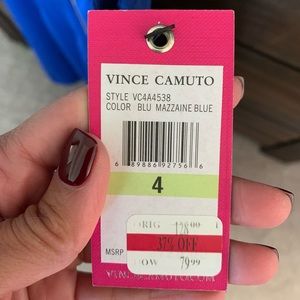 VINCE CAMUTO
STYLE VC4A4538
COLOR BLU MAZZAINE BLUE
6 89886 92756 6
4
ORIG 128.99
37% OFF
MSRP
NOW 79.99